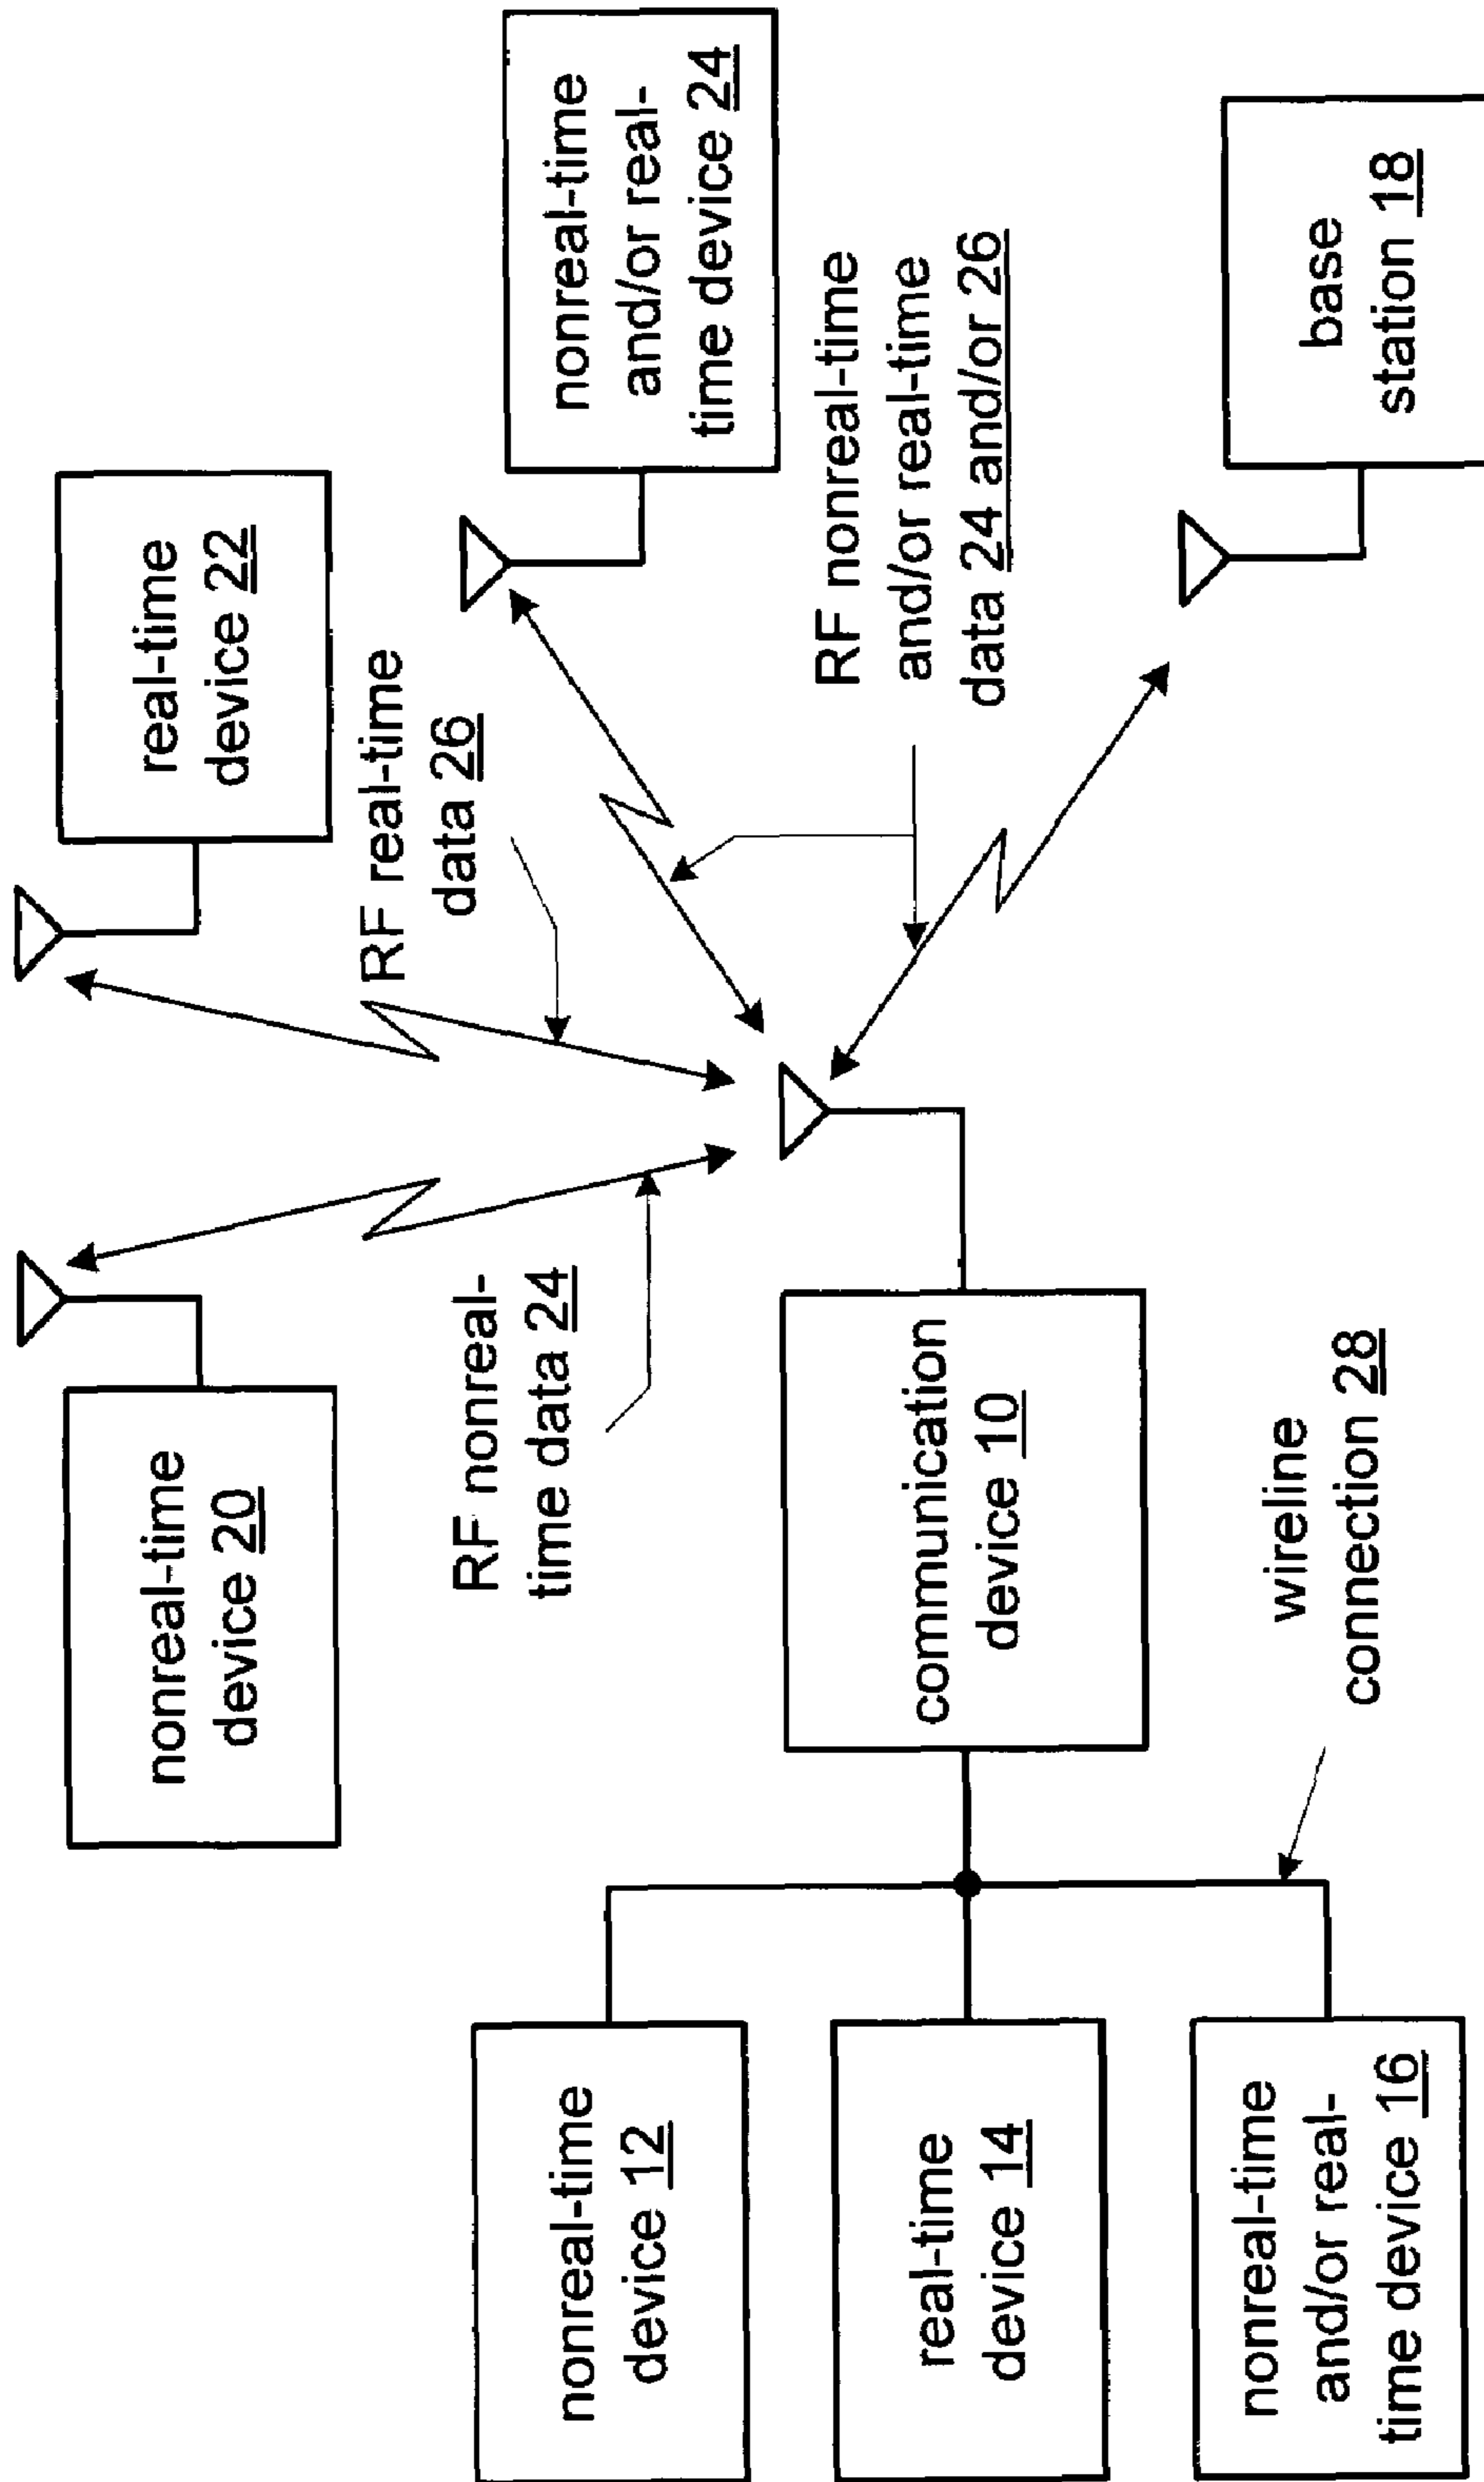 nonreal-time
device 20
real-time
device 22
RF real-time
data 26
RF nonreal-
time data 24
nonreal-time
and/or real-
time device 24
RF nonreal-time
and/or real-time
data 24 and/or 26
nonreal-time
device 12
communication
device 10
real-time
device 14
wireline
connection 28
nonreal-time
and/or real-
time device 16
base
station 18